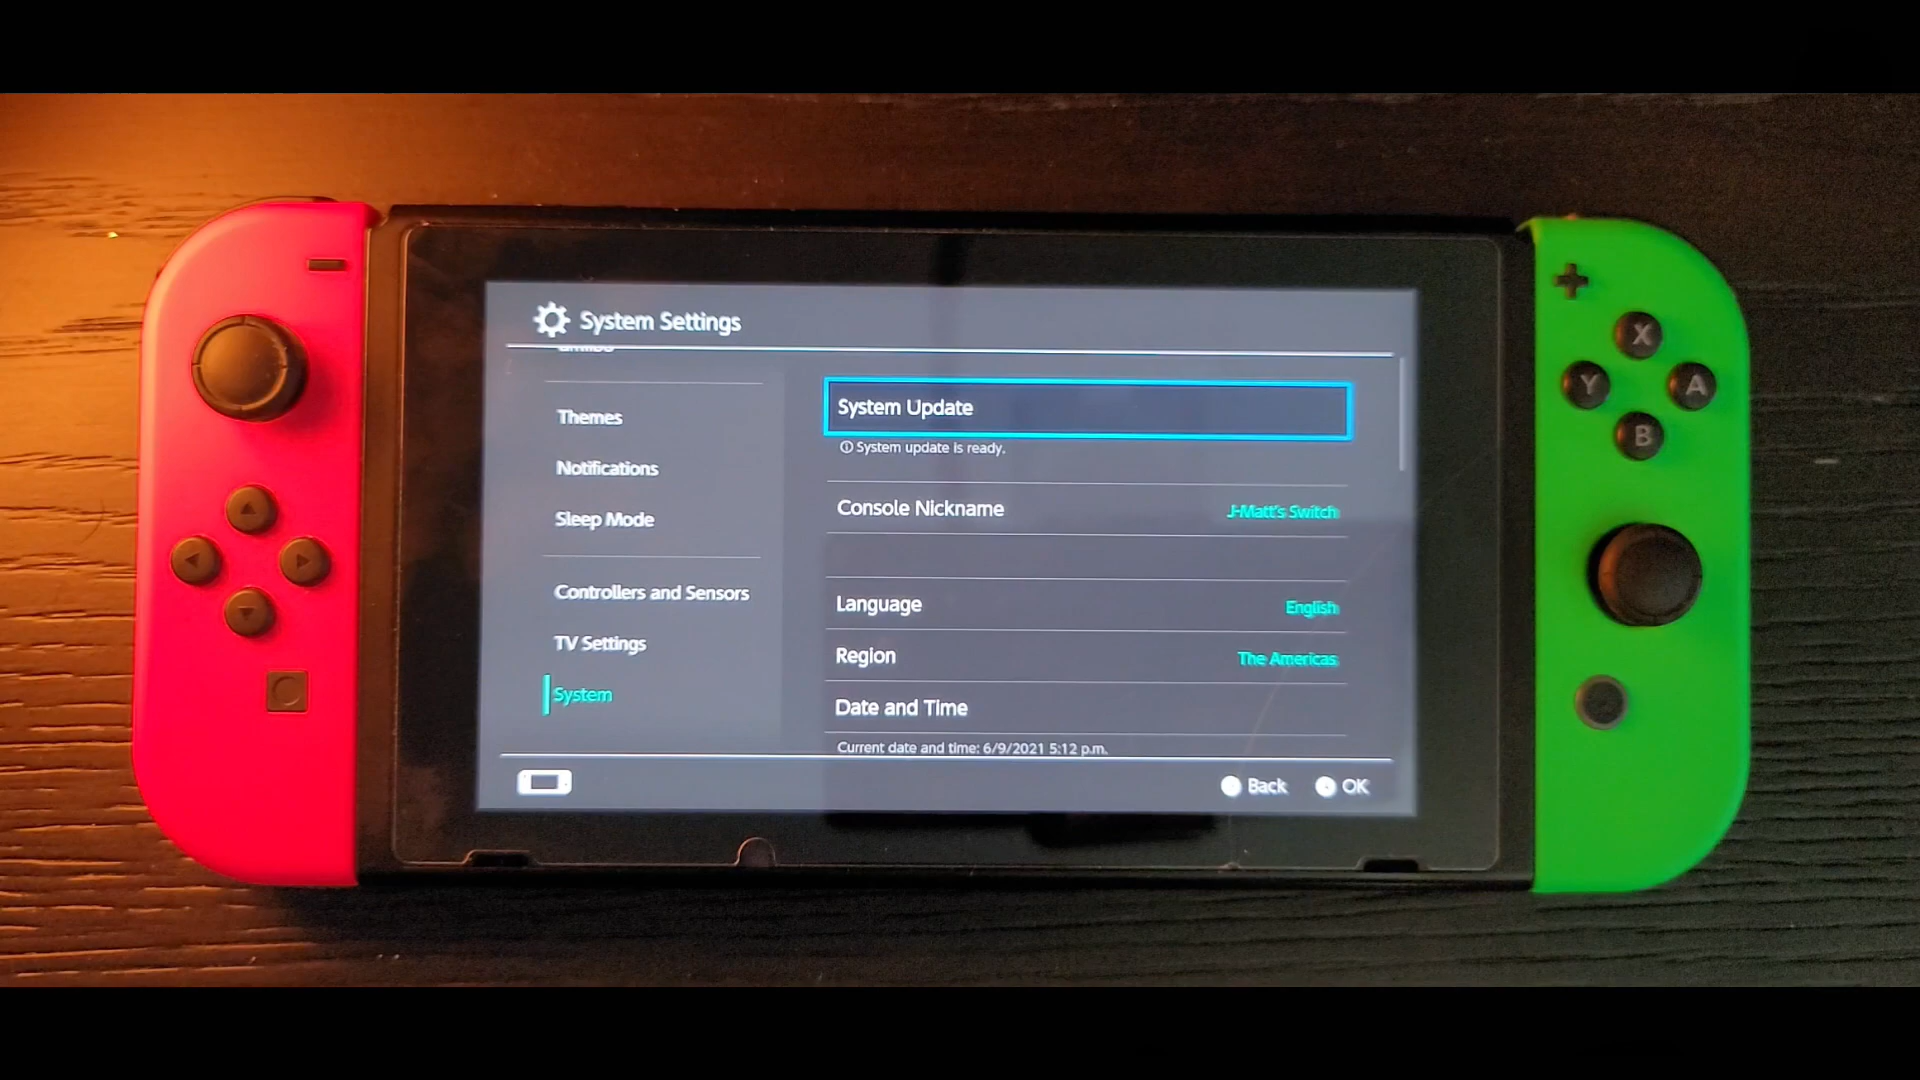 System Settings
Themes
Notifications
Sleep Mode
Controllers and Sensors
TV Settings
System
System Update
System update is ready.
Console Nickname J-Matt's Switch
Language English
Region The Americas
Date and Time
Current date and time: 6/9/2021 5:12 p.m.
Back OK
X
Y A
B